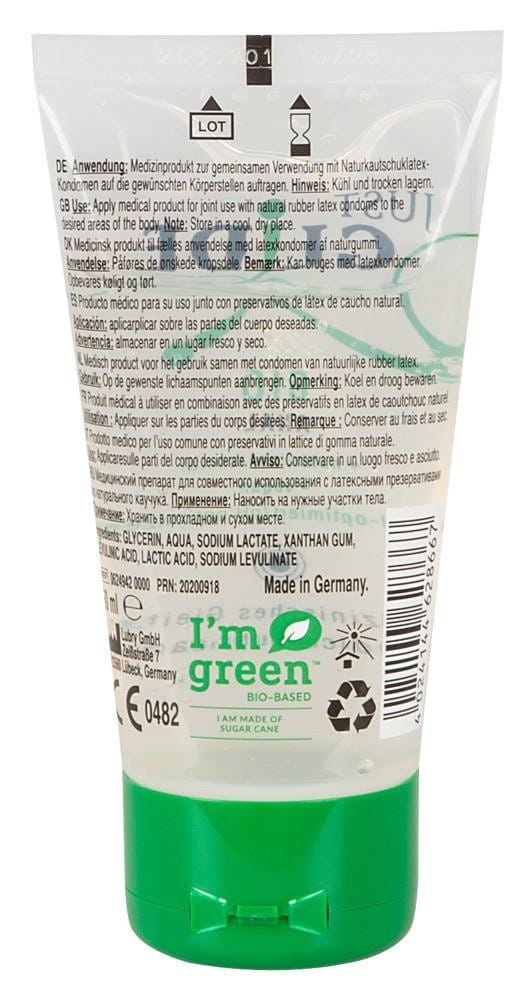 LOT
DE Anwendung: Medizinprodukt zur gemeinsamen Verwendung mit Naturkautschuklatex-
Kondomen auf die gewünschten Körperstellen auftragen. Hinweis: Kühl und trocken lagern.
GB Use: Apply medical product for joint use with natural rubber latex condoms to the
desired areas of the body. Note: Store in a cool, dry place.
DK Medicinsk produkt til fælles anvendelse med latexkondomer af naturgummi.
Anvendelse: Påføres de ønskede kropsdele. Bemærk: Kan bruges med latexkondomer.
Opbevares køligt og tørt.
ES Producto médico para su uso junto con preservativos de látex de caucho natural.
Aplicación: aplicarplicar sobre las partes del cuerpo deseadas.
Advertencia: almacenar en un lugar fresco y seco.
NL Medisch product voor het gebruik samen met condomen van natuurlijke rubber latex.
Gebruik: Op de gewenste lichaamspunten aanbrengen. Opmerking: Koel en droog bewaren.
FR Produit médical à utiliser en combinaison avec des preservatifs en latex de caoutchouc naturel.
Utilisation : Appliquer sur les parties du corps désirées. Remarque : Conserver au frais et au sec.
Prodotto medico per l'uso comune con preservativi in lattice di gomma naturale.
Applicaresulle parti del corpo desiderate. Avviso: Conservare in un luogo fresco e asciutto.
Медицинский препарат для совместного использования с латексными презервативами
натурального каучука. Применение: Наносить на нужные участки тела.
Хранить в прохладном и сухом месте.
GLYCERIN, AQUA, SODIUM LACTATE, XANTHAN GUM,
ACID, LACTIC ACID, SODIUM LEVULINATE
0624942 0000 PRN: 20200918 Made in Germany.
ml e
Lubry GmbH
Zeißstraße 7
Lübeck, Germany
CE 0482
I'm
green™
BIO-BASED
I AM MADE OF
SUGAR CANE
4 024144 628667